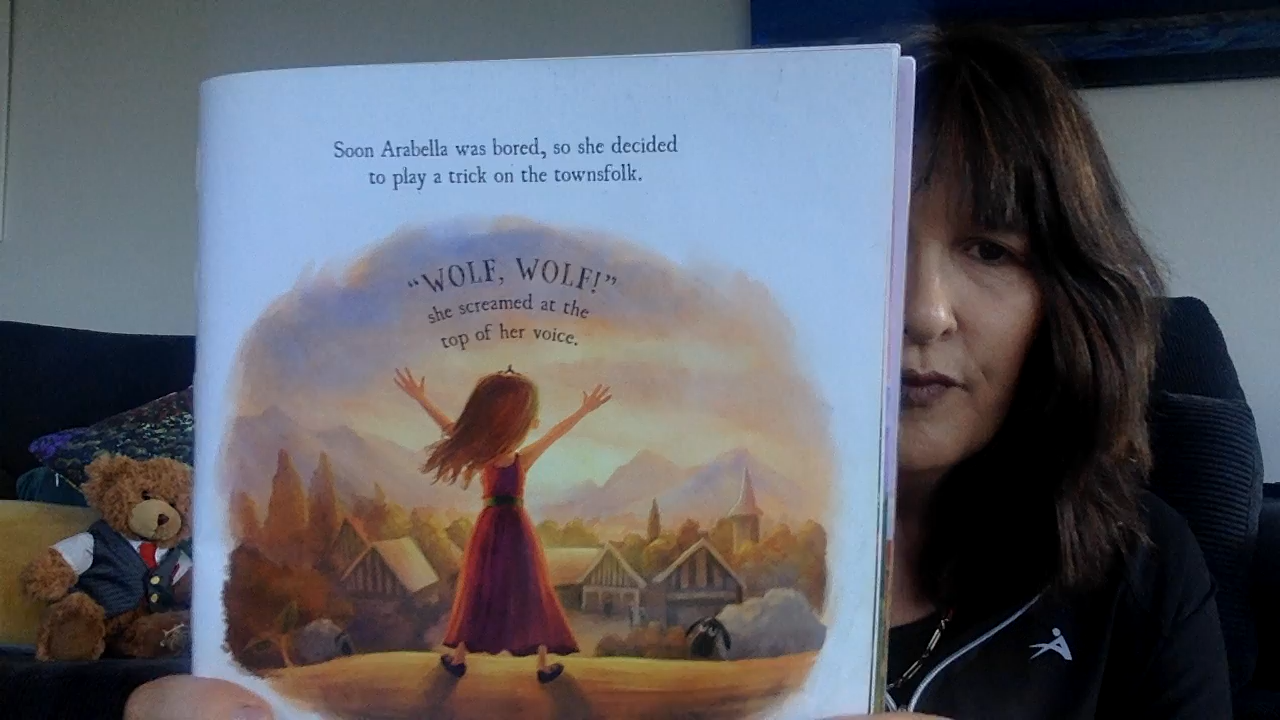 Soon Arabella was bored, so she decided
to play a trick on the townsfolk.
“WOLF, WOLF!”
she screamed at the
top of her voice.